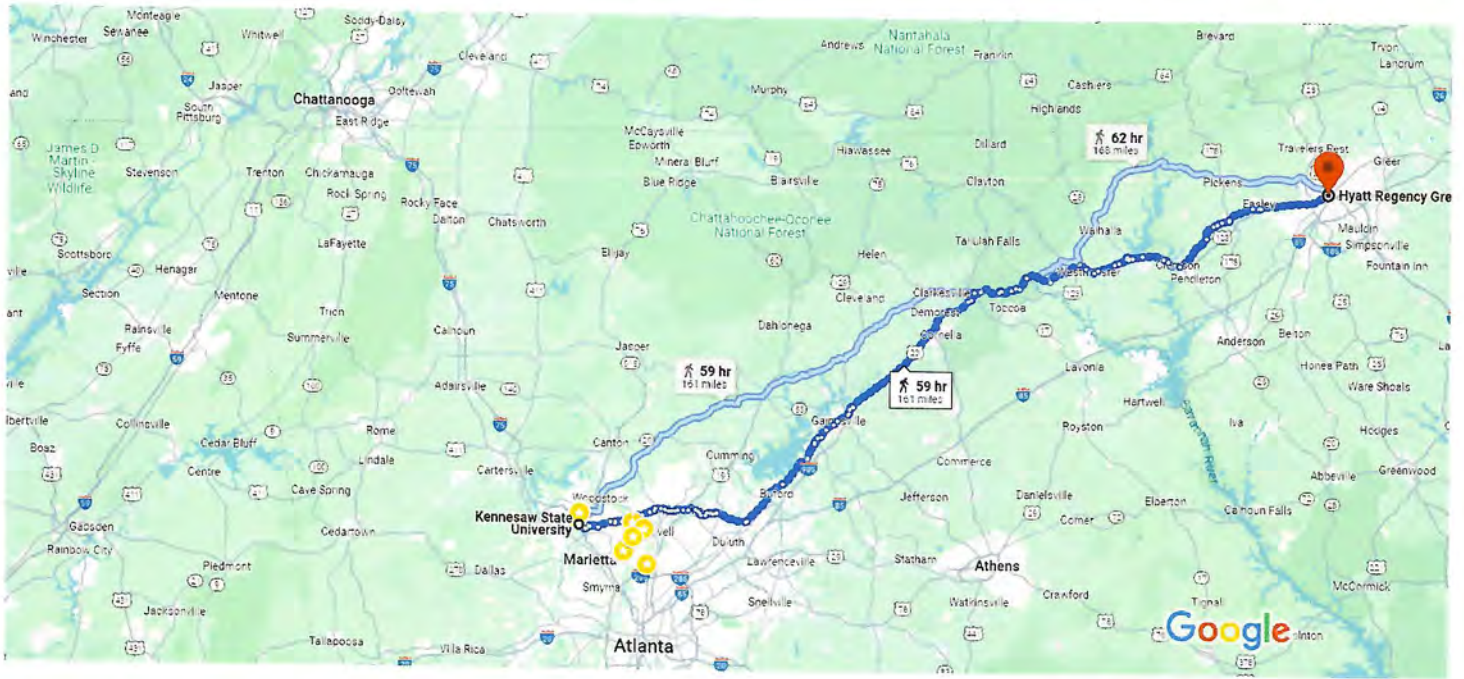 Monteagle
Soddy-Daisy
Brevard
Winchester
Sewanee
Whitwell
Nantahala
National Forest
Andrews
Franklin
Tryon
Landrum
Cleveland
Jasper
South
Pittsburg
Chattanooga
Ooltewah
East Ridge
Murphy
Cashiers
Highlands
62 hr
168 miles
McCaysville
Epworth
Mineral Bluff
Blue Ridge
Hiawassee
Blairsville
Dillard
Clayton
Travelers Rest
Greer
James D
Martin -
Skyline
Wildlife
Stevenson
Trenton
Chickamauga
Rock Spring
Rocky Face
Dalton
Chatsworth
Pickens
Easley
Hyatt Regency Gre
Chattahoochee-Oconee
National Forest
LaFayette
Walhalla
Mauldin
Simpsonville
Fountain Inn
Scottsboro
Henagar
Ellijay
Helen
Tallulah Falls
Pendleton
Section
Mentone
Cleveland
Clarkesville
Demorest
Toccoa
Trion
Summerville
Calhoun
Dahlonega
Rainsville
Fyffe
Jasper
Anderson
Belton
Honea Path
Ware Shoals
59 hr
161 miles
59 hr
161 miles
Lavonia
Hartwell
Adairsville
Collinsville
Cedar Bluff
Rome
Lindale
Canton
Gainesville
Royston
Iva
Hodges
Boaz
Centre
Cave Spring
Cartersville
Cumming
Commerce
Abbeville
Greenwood
Woodstock
Buford
Jefferson
Danielsville
Elberton
Comer
Calhoun Falls
Gadsden
Rainbow City
Cedartown
Kennesaw State
University
vell
Duluth
Piedmont
Dallas
Marietta
Smyrna
Lawrenceville
Statham
Athens
Snellville
Watkinsville
Crawford
McCormick
Jacksonville
Tignal
Tallapoosa
Villa Rica
Atlanta
Google